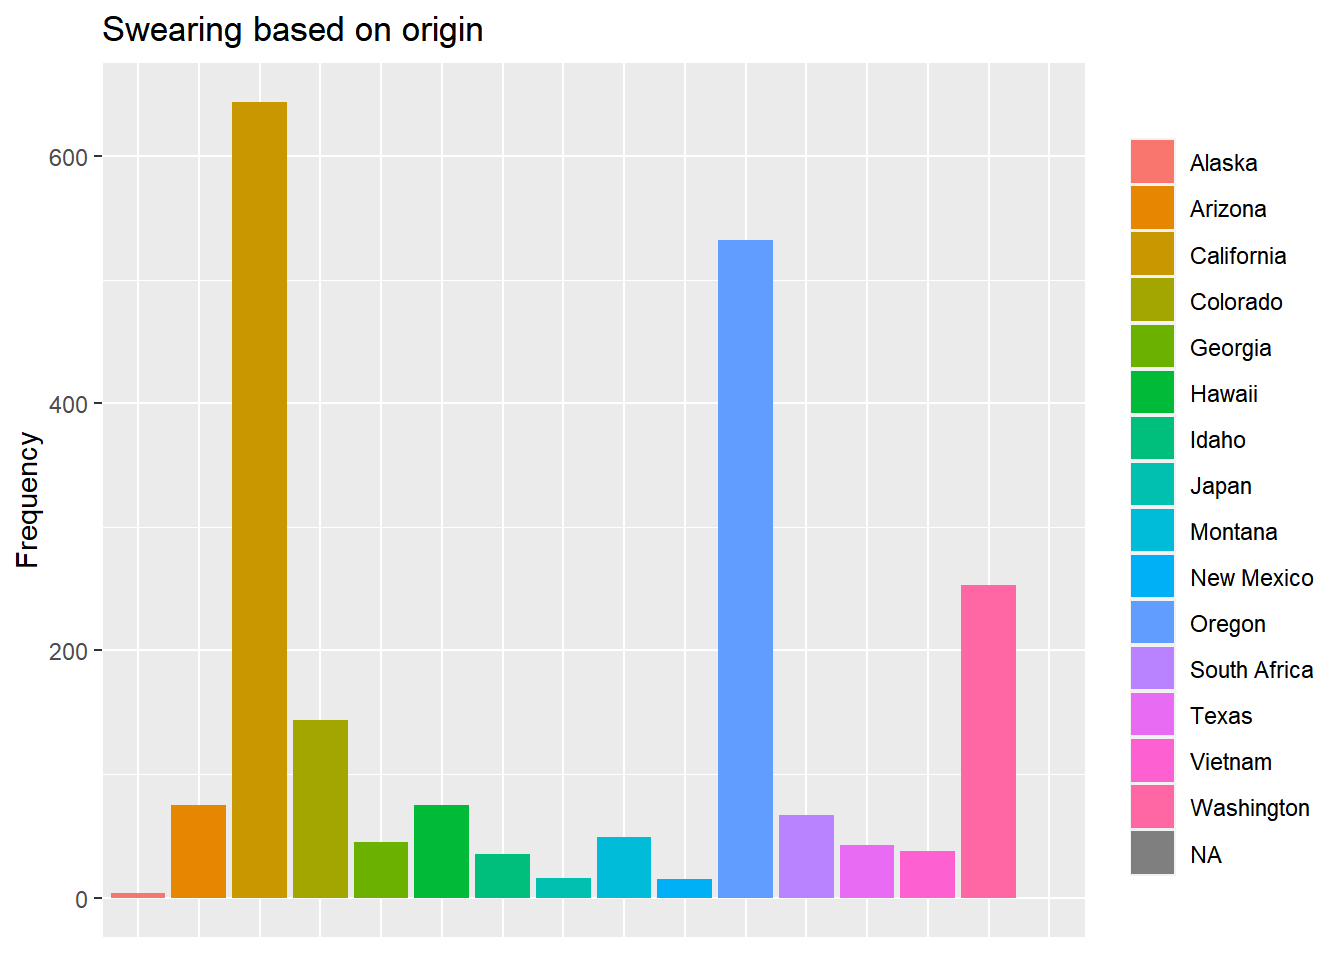 Swearing based on origin
Frequency
600
400
200
0
Alaska
Arizona
California
Colorado
Georgia
Hawaii
Idaho
Japan
Montana
New Mexico
Oregon
South Africa
Texas
Vietnam
Washington
NA